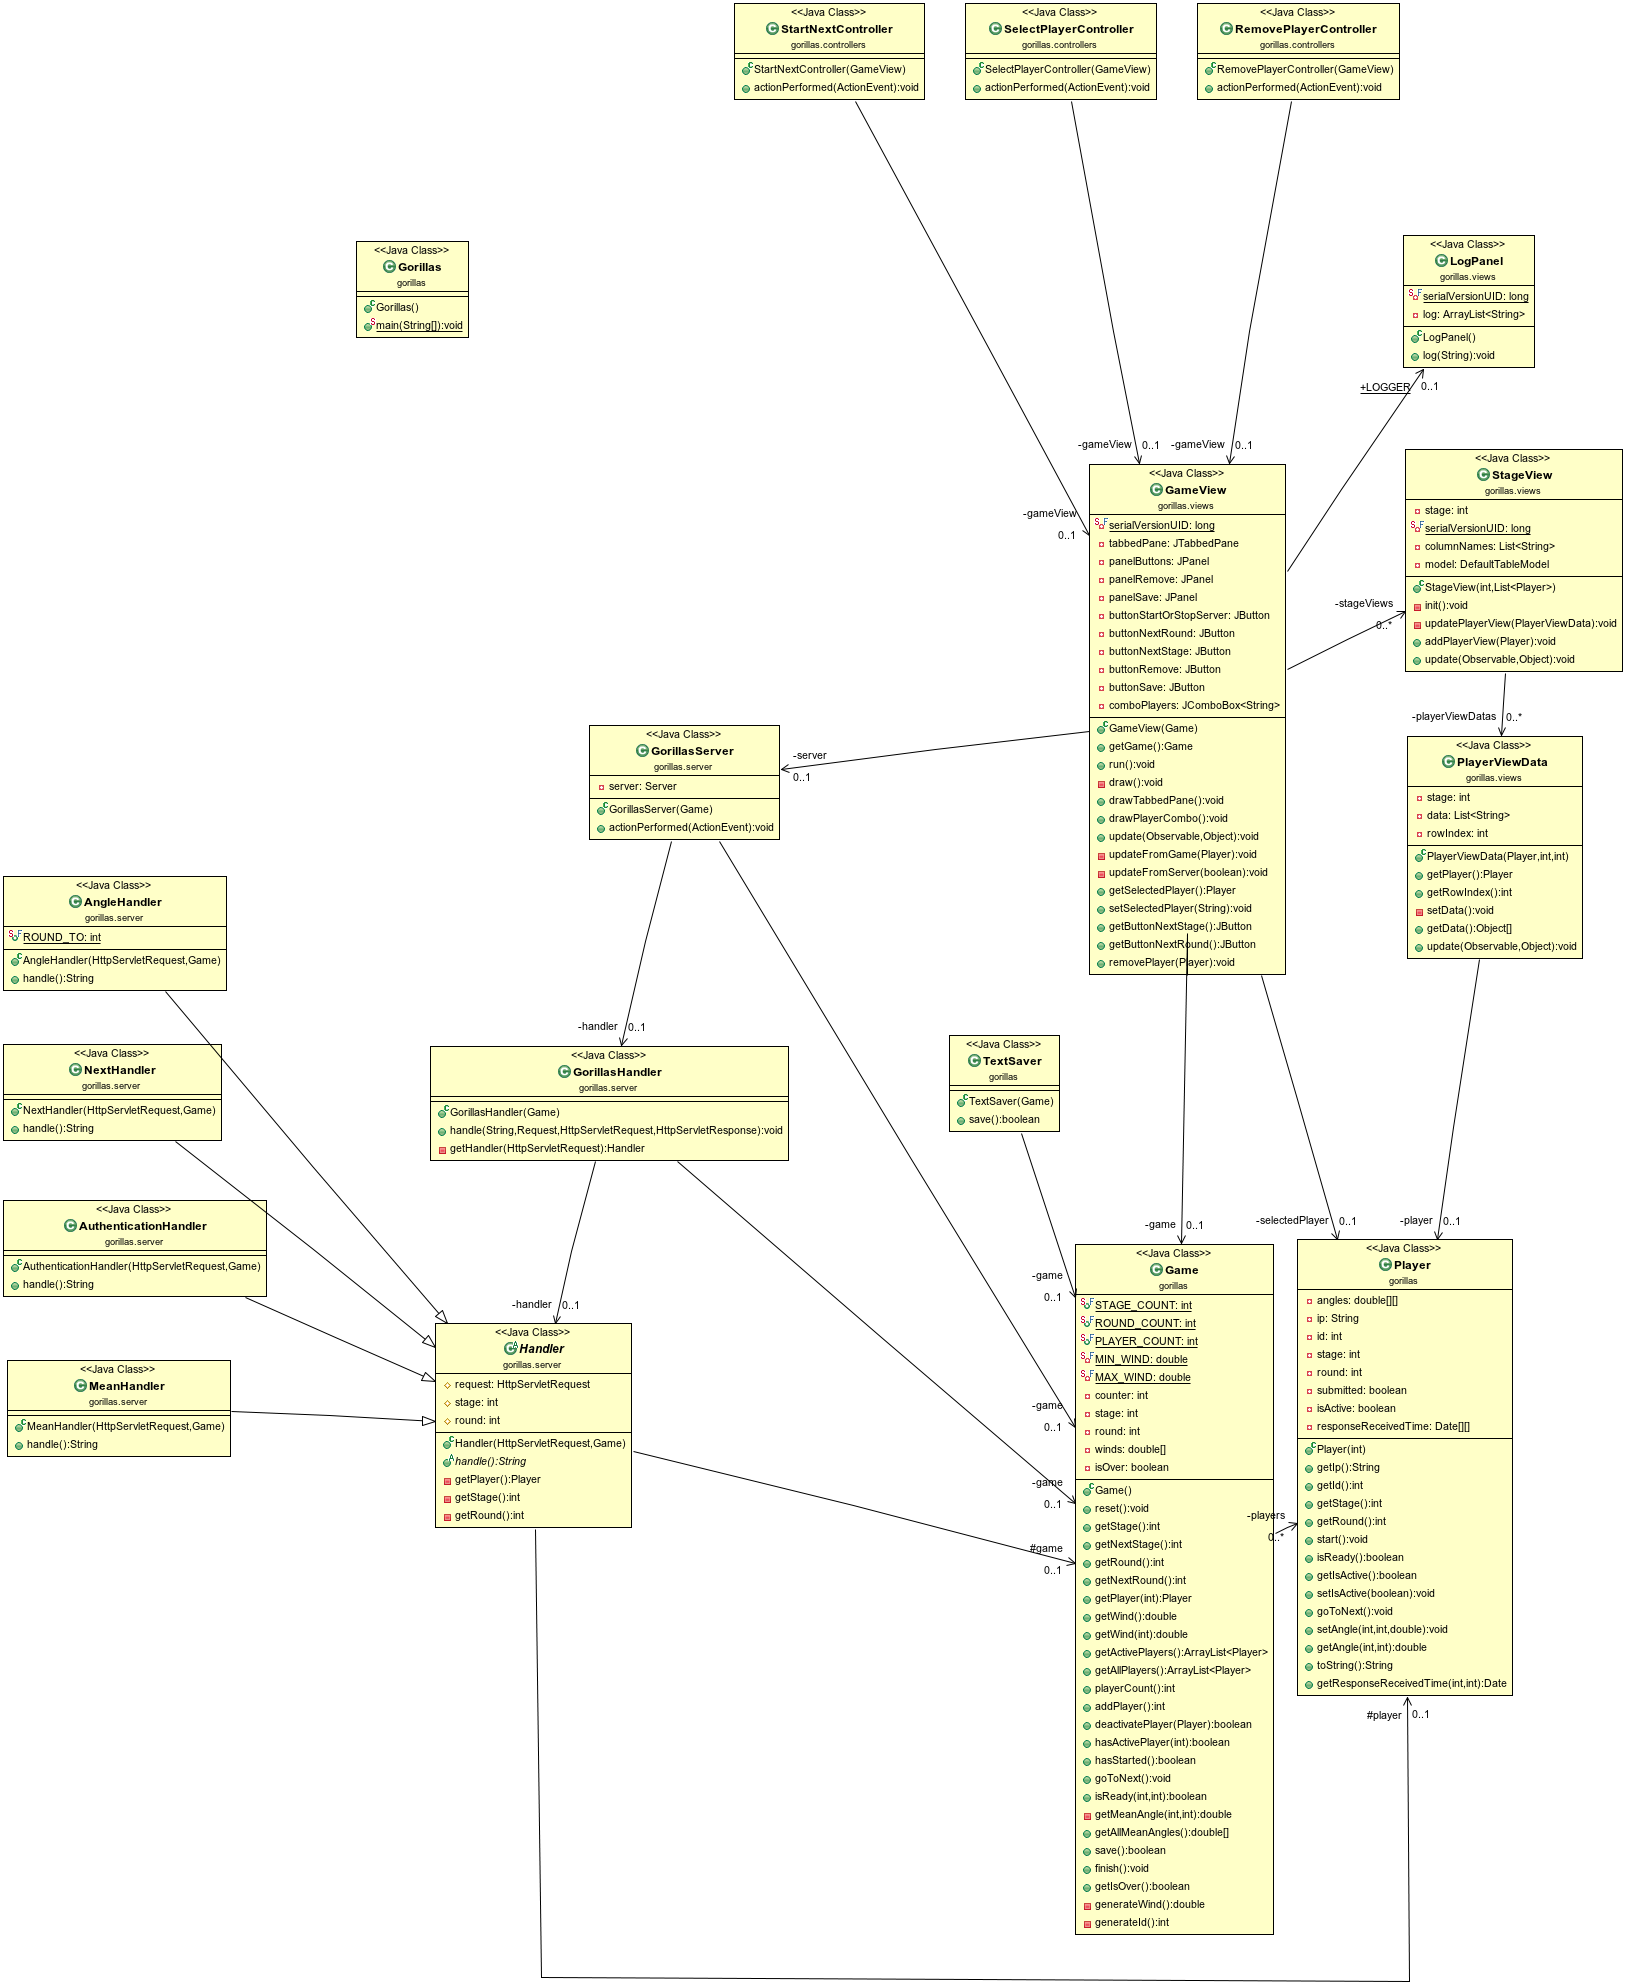 <<Java Class>>
StartNextController
gorillas.controllers
StartNextController(GameView)
actionPerformed(ActionEvent):void
<<Java Class>>
SelectPlayerController
gorillas.controllers
SelectPlayerController(GameView)
actionPerformed(ActionEvent):void
<<Java Class>>
RemovePlayerController
gorillas.controllers
RemovePlayerController(GameView)
actionPerformed(ActionEvent):void
<<Java Class>>
Gorillas
gorillas
Gorillas()
main(String[]):void
<<Java Class>>
LogPanel
gorillas.views
serialVersionUID: long
log: ArrayList<String>
LogPanel()
log(String):void
+LOGGER
0..1
-gameView
0..1
-gameView
0..1
-gameView
0..1
<<Java Class>>
GameView
gorillas.views
serialVersionUID: long
tabbedPane: JTabbedPane
panelButtons: JPanel
panelRemove: JPanel
panelSave: JPanel
buttonStartOrStopServer: JButton
buttonNextRound: JButton
buttonNextStage: JButton
buttonRemove: JButton
buttonSave: JButton
comboPlayers: JComboBox<String>
GameView(Game)
getGame():Game
run():void
draw():void
drawTabbedPane():void
drawPlayerCombo():void
update(Observable,Object):void
updateFromGame(Player):void
updateFromServer(boolean):void
getSelectedPlayer():Player
setSelectedPlayer(String):void
getButtonNextStage():JButton
getButtonNextRound():JButton
removePlayer(Player):void
<<Java Class>>
StageView
gorillas.views
stage: int
serialVersionUID: long
columnNames: List<String>
model: DefaultTableModel
StageView(int,List<Player>)
init():void
updatePlayerView(PlayerViewData):void
addPlayerView(Player):void
update(Observable,Object):void
-stageViews
0..*
-playerViewDatas
0..*
<<Java Class>>
PlayerViewData
gorillas.views
stage: int
data: List<String>
rowIndex: int
PlayerViewData(Player,int,int)
getPlayer():Player
getRowIndex():int
setData():void
getData():Object[]
update(Observable,Object):void
<<Java Class>>
GorillasServer
gorillas.server
server: Server
GorillasServer(Game)
actionPerformed(ActionEvent):void
-server
0..1
<<Java Class>>
AngleHandler
gorillas.server
ROUND_TO: int
AngleHandler(HttpServletRequest,Game)
handle():String
<<Java Class>>
NextHandler
gorillas.server
NextHandler(HttpServletRequest,Game)
handle():String
<<Java Class>>
AuthenticationHandler
gorillas.server
AuthenticationHandler(HttpServletRequest,Game)
handle():String
<<Java Class>>
MeanHandler
gorillas.server
MeanHandler(HttpServletRequest,Game)
handle():String
-handler
0..1
<<Java Class>>
GorillasHandler
gorillas.server
GorillasHandler(Game)
handle(String,Request,HttpServletRequest,HttpServletResponse):void
getHandler(HttpServletRequest):Handler
<<Java Class>>
TextSaver
gorillas
TextSaver(Game)
save():boolean
-handler
0..1
<<Java Class>>
Handler
gorillas.server
request: HttpServletRequest
stage: int
round: int
Handler(HttpServletRequest,Game)
handle():String
getPlayer():Player
getStage():int
getRound():int
-game
0..1
-game
0..1
-game
0..1
-game
0..1
#game
0..1
<<Java Class>>
Game
gorillas
STAGE_COUNT: int
ROUND_COUNT: int
PLAYER_COUNT: int
MIN_WIND: double
MAX_WIND: double
counter: int
stage: int
round: int
winds: double[]
isOver: boolean
Game()
reset():void
getStage():int
getNextStage():int
getRound():int
getNextRound():int
getPlayer(int):Player
getWind():double
getWind(int):double
getActivePlayers():ArrayList<Player>
getAllPlayers():ArrayList<Player>
playerCount():int
addPlayer():int
deactivatePlayer(Player):boolean
hasActivePlayer(int):boolean
hasStarted():boolean
goToNext():void
isReady(int,int):boolean
getMeanAngle(int,int):double
getAllMeanAngles():double[]
save():boolean
finish():void
getIsOver():boolean
generateWind():double
generateId():int
-selectedPlayer
0..1
-player
0..1
-players
0..*
<<Java Class>>
Player
gorillas
angles: double[][]
ip: String
id: int
stage: int
round: int
submitted: boolean
isActive: boolean
responseReceivedTime: Date[][]
Player(int)
getIp():String
getId():int
getStage():int
getRound():int
start():void
isReady():boolean
getIsActive():boolean
setIsActive(boolean):void
goToNext():void
setAngle(int,int,double):void
getAngle(int,int):double
toString():String
getResponseReceivedTime(int,int):Date
#player
0..1